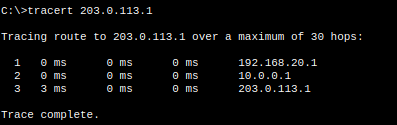 C:\>tracert 203.0.113.1
Tracing route to 203.0.113.1 over a maximum of 30 hops:
1 0 ms 0 ms 0 ms 192.168.20.1
2 0 ms 0 ms 0 ms 10.0.0.1
3 3 ms 0 ms 0 ms 203.0.113.1
Trace complete.